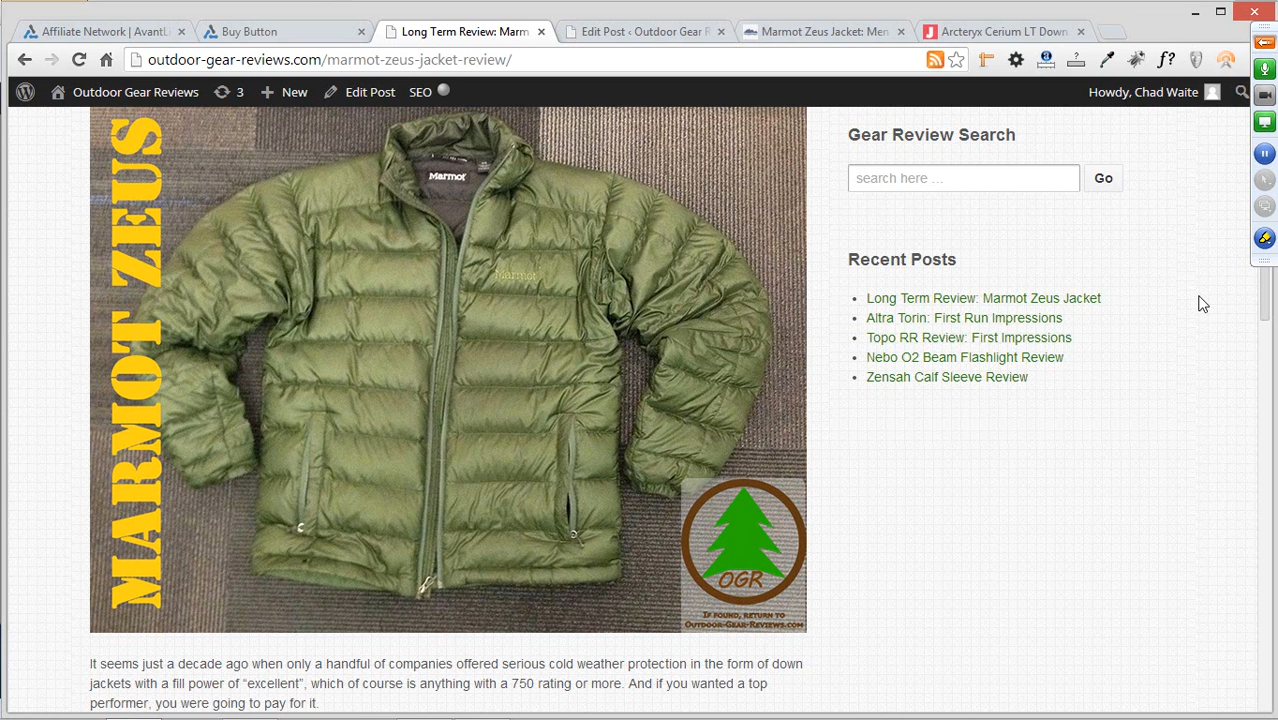 Affiliate Network | AvantL
Buy Button
Long Term Review: Marm
Edit Post ‹ Outdoor Gear R
Marmot Zeus Jacket: Men
Arcteryx Cerium LT Down
outdoor-gear-reviews.com/marmot-zeus-jacket-review/
f?
Outdoor Gear Reviews
3
New
Edit Post
SEO
Howdy, Chad Waite
MARMOT ZEUS
Marmot
Marmot
OGR
If found, return to
Outdoor-Gear-Reviews.com
Gear Review Search
search here ...
Go
Recent Posts
Long Term Review: Marmot Zeus Jacket
Altra Torin: First Run Impressions
Topo RR Review: First Impressions
Nebo O2 Beam Flashlight Review
Zensah Calf Sleeve Review
It seems just a decade ago when only a handful of companies offered serious cold weather protection in the form of down
jackets with a fill power of “excellent”, which of course is anything with a 750 rating or more. And if you wanted a top
performer, you were going to pay for it.